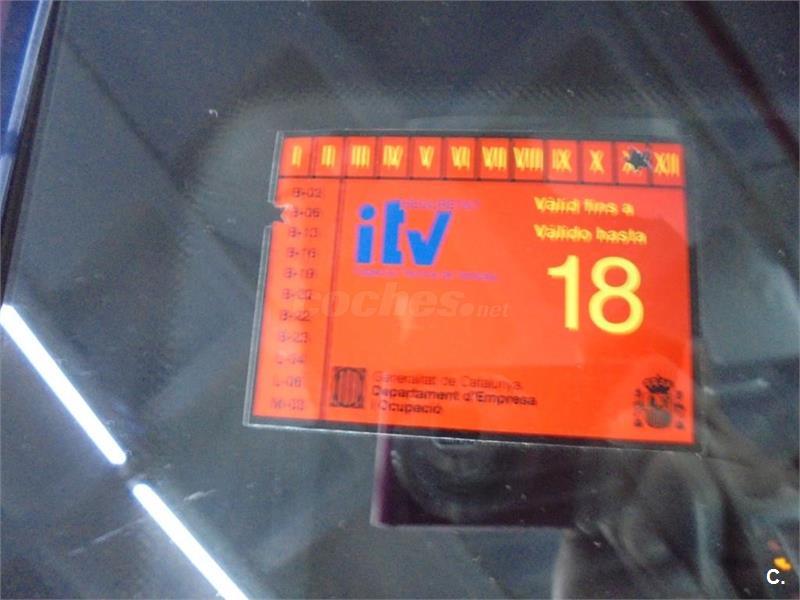 I II III IV V VI VII VIII IX X XII
B-02
B-06
B-13
B-16
B-19
B-20
B-22
B-23
L-06
itv
Vàlid fins a
Válido hasta
18
Generalitat de Catalunya
Departament d'Empresa
i Ocupació
coches.net
C.